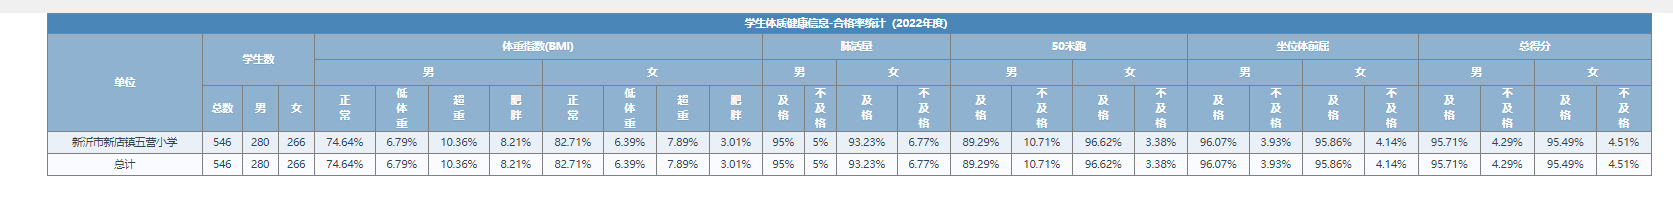 学生体质健康信息-合格率统计（2022年度）
单位 学生数 体重指数(BMI) 肺活量 50米跑 坐位体前屈 总得分
男 女 男 女 男 女 男 女 男 女
总数 男 女 正常 低体重 超重 肥胖 正常 低体重 超重 肥胖 及格 不及格 及格 不及格 及格 不及格 及格 不及格 及格 不及格 及格 不及格 及格 不及格 及格 不及格
新沂市新店镇五营小学 546 280 266 74.64% 6.79% 10.36% 8.21% 82.71% 6.39% 7.89% 3.01% 95% 5% 93.23% 6.77% 89.29% 10.71% 96.62% 3.38% 96.07% 3.93% 95.86% 4.14% 95.71% 4.29% 95.49% 4.51%
总计 546 280 266 74.64% 6.79% 10.36% 8.21% 82.71% 6.39% 7.89% 3.01% 95% 5% 93.23% 6.77% 89.29% 10.71% 96.62% 3.38% 96.07% 3.93% 95.86% 4.14% 95.71% 4.29% 95.49% 4.51%